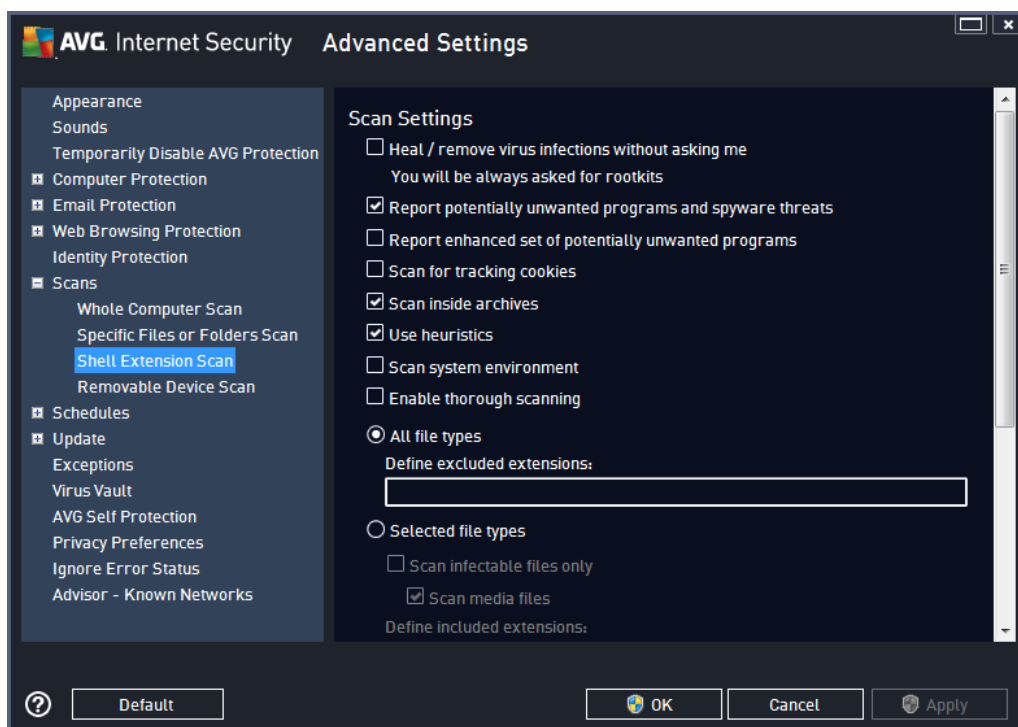 AVG. Internet Security Advanced Settings
Appearance
Sounds
Temporarily Disable AVG Protection
Computer Protection
Email Protection
Web Browsing Protection
Identity Protection
Scans
Whole Computer Scan
Specific Files or Folders Scan
Shell Extension Scan
Removable Device Scan
Schedules
Update
Exceptions
Virus Vault
AVG Self Protection
Privacy Preferences
Ignore Error Status
Advisor - Known Networks
Scan Settings
Heal / remove virus infections without asking me
You will be always asked for rootkits
Report potentially unwanted programs and spyware threats
Report enhanced set of potentially unwanted programs
Scan for tracking cookies
Scan inside archives
Use heuristics
Scan system environment
Enable thorough scanning
All file types
Define excluded extensions:
Selected file types
Scan infectable files only
Scan media files
Define included extensions:
? Default OK Cancel Apply